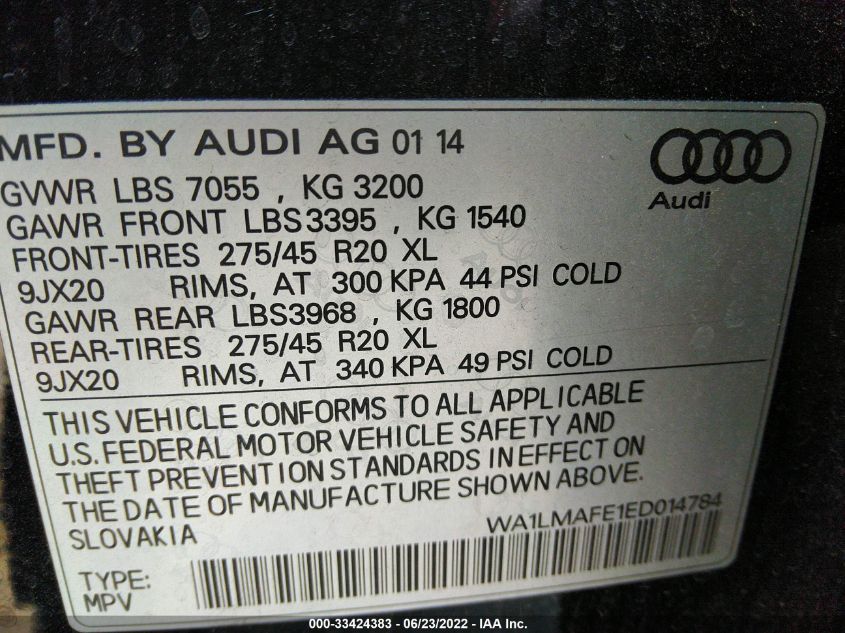 MFD. BY AUDI AG 01 14
GVWR LBS 7055 , KG 3200
GAWR FRONT LBS3395 , KG 1540
FRONT-TIRES 275/45 R20 XL
9JX20 RIMS, AT 300 KPA 44 PSI COLD
GAWR REAR LBS3968 , KG 1800
REAR-TIRES 275/45 R20 XL
9JX20 RIMS, AT 340 KPA 49 PSI COLD
Audi
THIS VEHICLE CONFORMS TO ALL APPLICABLE
U.S. FEDERAL MOTOR VEHICLE SAFETY AND
THEFT PREVENTION STANDARDS IN EFFECT ON
THE DATE OF MANUFACTURE SHOWN ABOVE.
SLOVAKIA
WA1LMAFE1ED014784
TYPE:
MPV
000-33424383 - 06/23/2022 - IAA Inc.